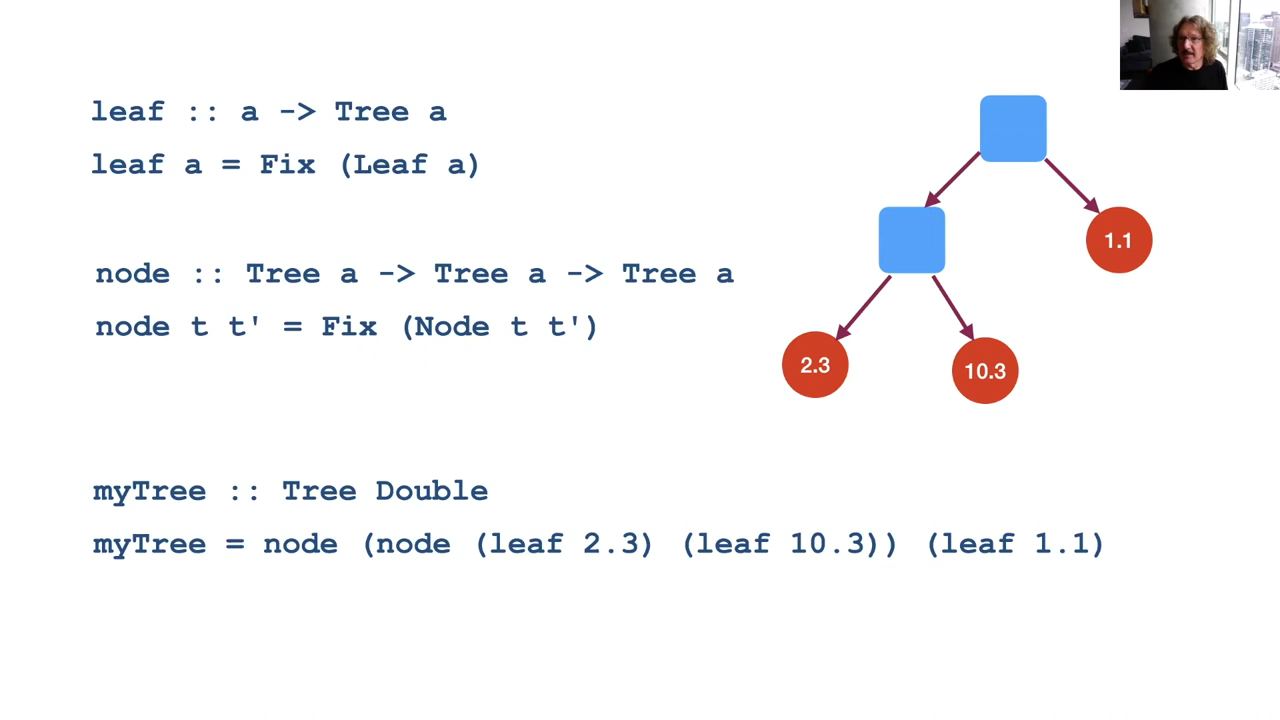 leaf :: a -> Tree a
leaf a = Fix (Leaf a)
node :: Tree a -> Tree a -> Tree a
node t t' = Fix (Node t t')
1.1
2.3
10.3
myTree :: Tree Double
myTree = node (node (leaf 2.3) (leaf 10.3)) (leaf 1.1)